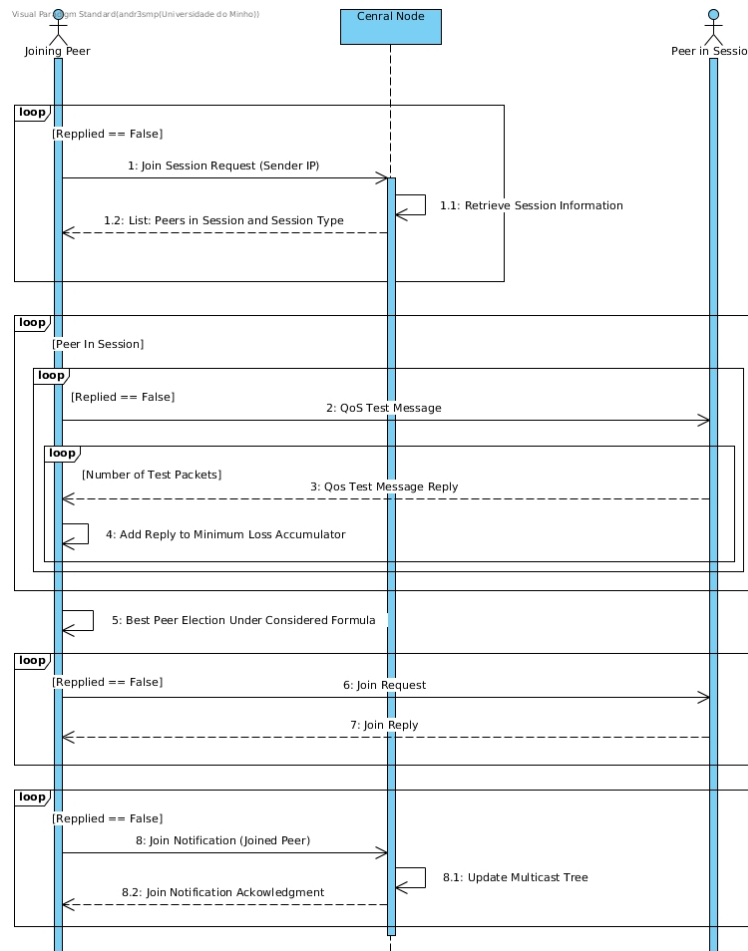 Visual Paradigm Standard(andr3smp(Universidade do Minho))
Cenral Node
Joining Peer
Peer in Sessio
loop
[Repplied == False]
1: Join Session Request (Sender IP)
1.1: Retrieve Session Information
1.2: List: Peers in Session and Session Type
loop
[Peer In Session]
loop
[Replied == False]
2: QoS Test Message
loop
[Number of Test Packets]
3: Qos Test Message Reply
4: Add Reply to Minimum Loss Accumulator
5: Best Peer Election Under Considered Formula
loop
[Repplied == False]
6: Join Request
7: Join Reply
loop
[Repplied == False]
8: Join Notification (Joined Peer)
8.1: Update Multicast Tree
8.2: Join Notification Ackowledgment